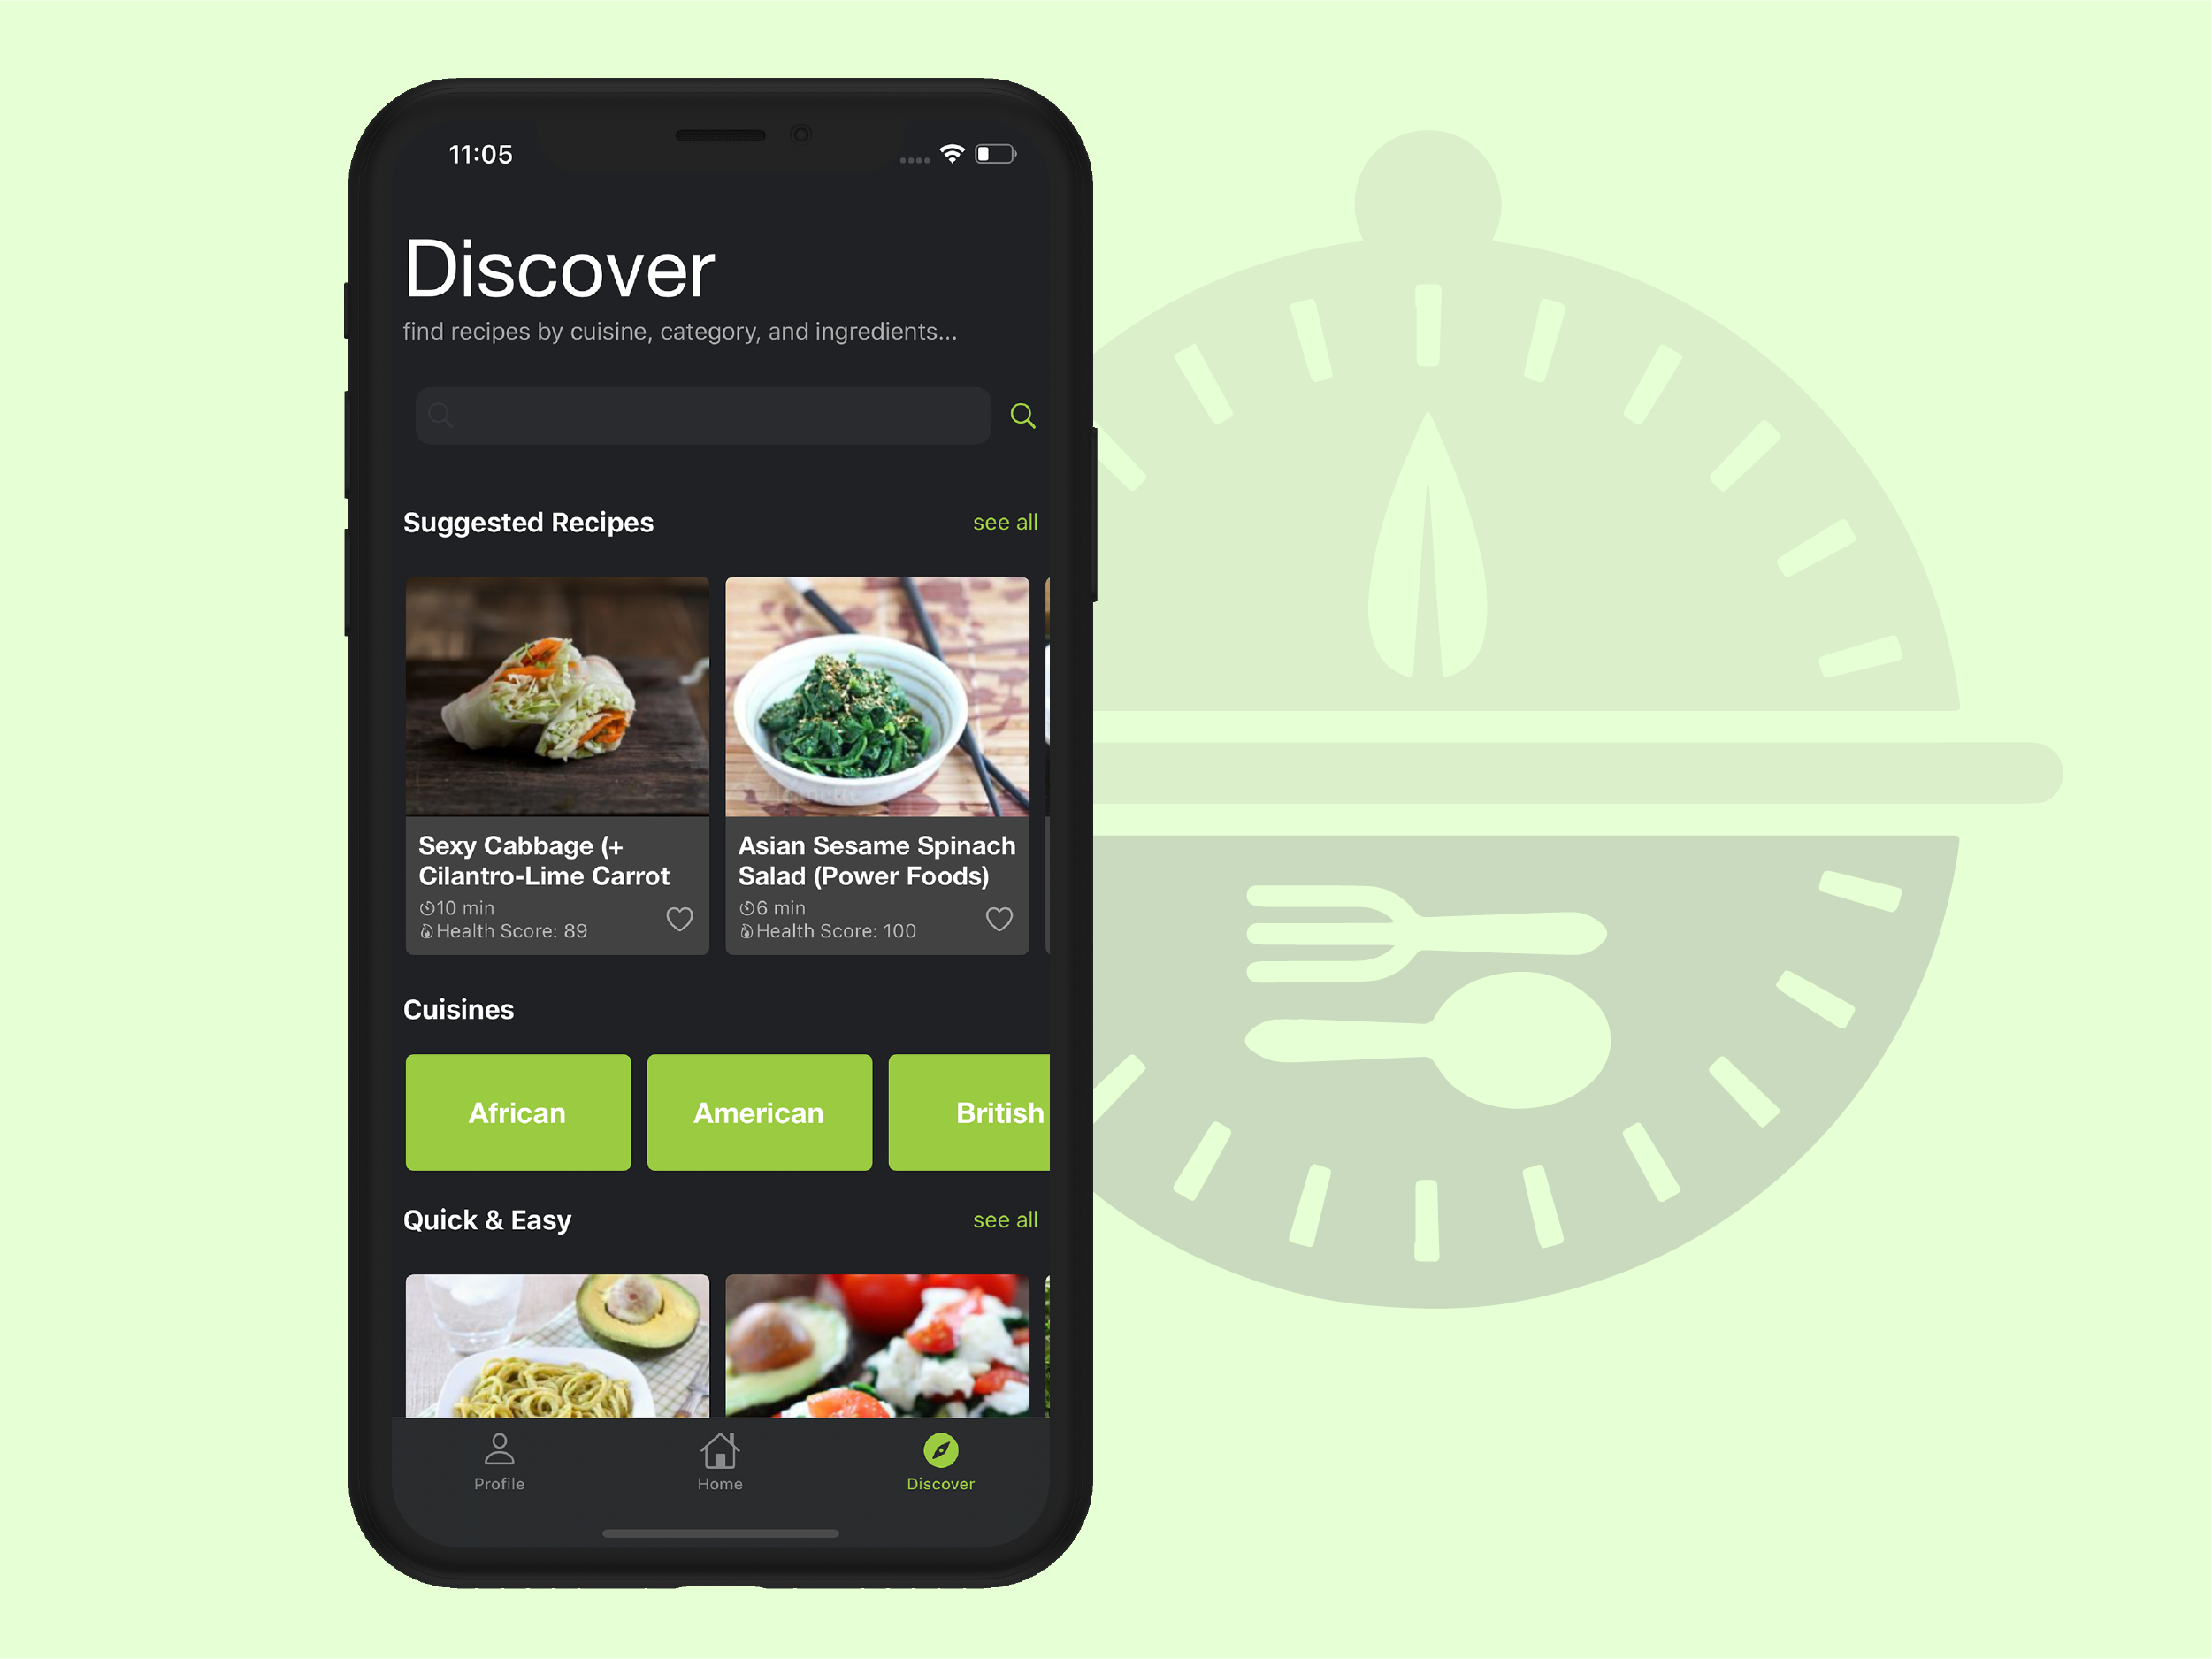 11:05
Discover
find recipes by cuisine, category, and ingredients...
Suggested Recipes
see all
Sexy Cabbage (+
Cilantro-Lime Carrot
10 min
Health Score: 89
Asian Sesame Spinach
Salad (Power Foods)
6 min
Health Score: 100
Cuisines
African
American
British
Quick & Easy
see all
Profile
Home
Discover